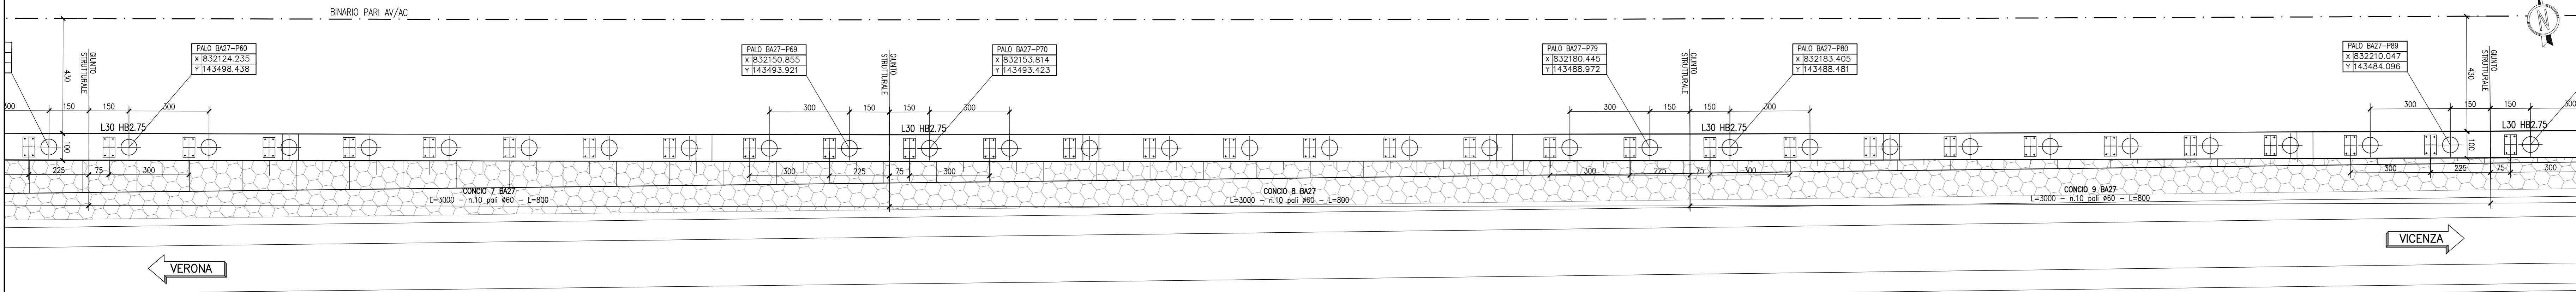 BINARIO PARI AV/AC
N
430
GIUNTO
STRUTTURALE
PALO BA27-P60
X 832124.235
Y 143498.438
PALO BA27-P69
X 832150.855
Y 143493.921
GIUNTO
STRUTTURALE
PALO BA27-P70
X 832153.814
Y 143493.423
PALO BA27-P79
X 832180.445
Y 143488.972
GIUNTO
STRUTTURALE
PALO BA27-P80
X 832183.405
Y 143488.481
PALO BA27-P89
X 832210.047
Y 143484.096
430
GIUNTO
STRUTTURALE
300 150 150 300
300 150 150 300
300 150 150 300
300 150 150 300
L30 HB2.75
L30 HB2.75
L30 HB2.75
L30 HB2.75
100
100
225 75 300
300 225 75 300
300 225 75 300
300 225 75 300
CONCIO 7 BA27
L=3000 - n.10 pali ø60 - L=800
CONCIO 8 BA27
L=3000 - n.10 pali ø60 - L=800
CONCIO 9 BA27
L=3000 - n.10 pali ø60 - L=800
VERONA
VICENZA